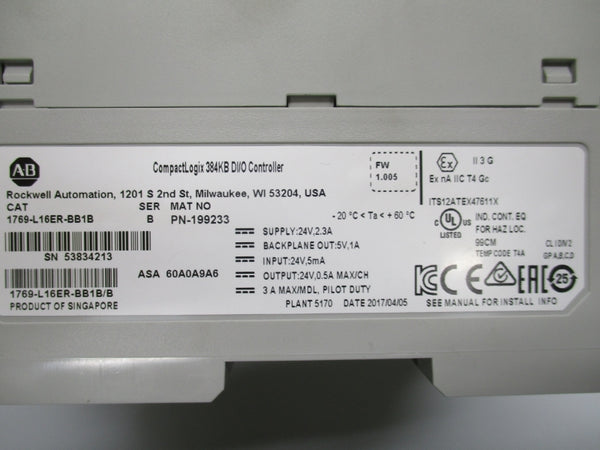 AB
CompactLogix 384KB DI/O Controller
Rockwell Automation, 1201 S 2nd St, Milwaukee, WI 53204, USA
CAT SER MAT NO
1769-L16ER-BB1B B PN-199233
SN 53834213
ASA 60A0A9A6
1769-L16ER-BB1B/B
PRODUCT OF SINGAPORE
FW
1.005
Ex
II 3 G
Ex nA IIC T4 Gc
ITS12ATEX47611X
-20 °C < Ta < +60 °C
SUPPLY:24V,2.3A
BACKPLANE OUT:5V,1A
INPUT:24V,5mA
OUTPUT:24V,0.5A MAX/CH
3 A MAX/MDL, PILOT DUTY
PLANT 5170 DATE 2017/04/05
c UL US
LISTED
IND. CONT. EQ
FOR HAZ LOC.
99CM CL I DIV 2
TEMP CODE T4A GP A,B,C,D
CE
25
SEE MANUAL FOR INSTALL INFO